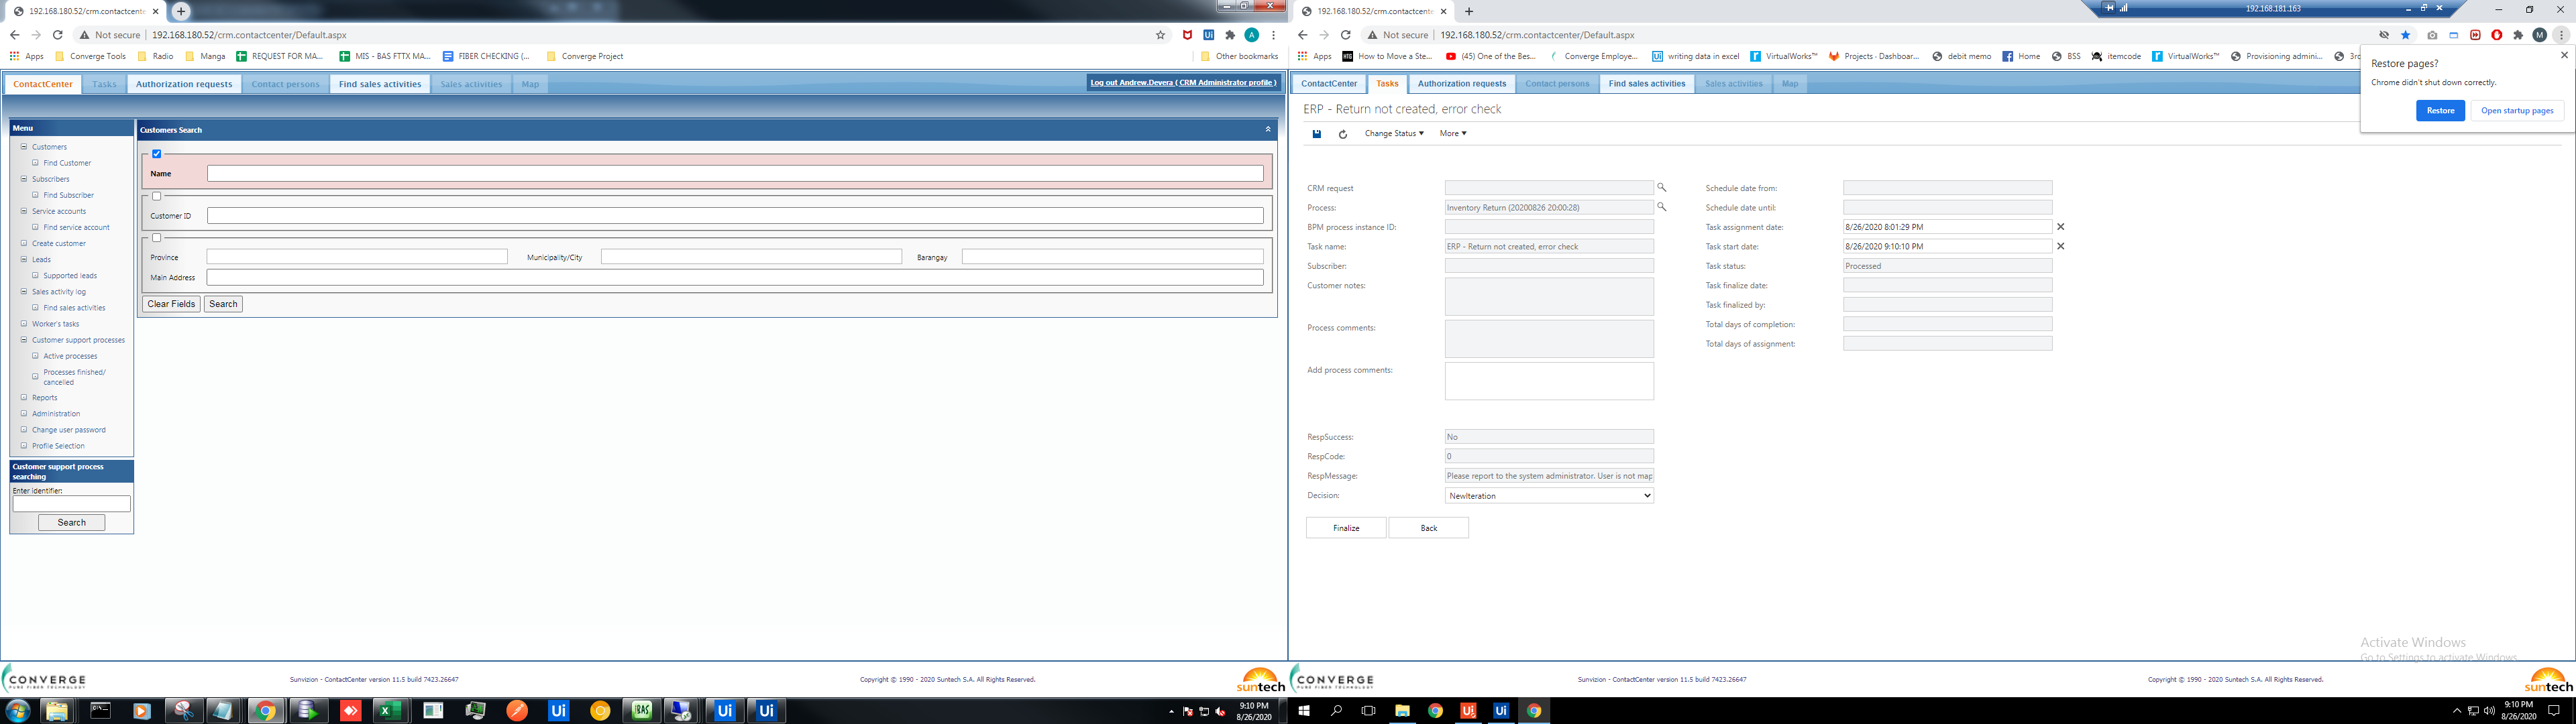 192.168.180.52/crm.contactcente
Not secure | 192.168.180.52/crm.contactcenter/Default.aspx
Apps Converge Tools Radio Manga REQUEST FOR MA... MIS - BAS FTTX MA... FIBER CHECKING (... Converge Project Other bookmarks
ContactCenter Tasks Authorization requests Contact persons Find sales activities Sales activities Map
Log out Andrew.Devera ( CRM Administrator profile )
Menu
Customers
Find Customer
Subscribers
Find Subscriber
Service accounts
Find service account
Create customer
Leads
Supported leads
Sales activity log
Find sales activities
Worker's tasks
Customer support processes
Active processes
Processes finished/
cancelled
Reports
Administration
Change user password
Profile Selection
Customer support process
searching
Enter identifier:
Search
Customers Search
Name
Customer ID
Province Municipality/City Barangay
Main Address
Clear Fields Search
CONVERGE
PURE FIBER TECHNOLOGY
Sunvizion - ContactCenter version 11.5 build 7423.26647
Copyright © 1990 - 2020 Suntech S.A. All Rights Reserved.
suntech
9:10 PM
8/26/2020
192.168.180.52/crm.contactcente
192.168.181.163
Not secure | 192.168.180.52/crm.contactcenter/Default.aspx
Apps How to Move a Ste... (45) One of the Bes... Converge Employe... writing data in excel VirtualWorks™ Projects - Dashboar... debit memo Home BSS itemcode VirtualWorks™ Provisioning admini... 3rd
Restore pages?
Chrome didn't shut down correctly.
Restore Open startup pages
ContactCenter Tasks Authorization requests Contact persons Find sales activities Sales activities Map
ERP - Return not created, error check
Change Status More
CRM request
Process: Inventory Return (20200826 20:00:28)
BPM process instance ID:
Task name: ERP - Return not created, error check
Subscriber:
Customer notes:
Process comments:
Add process comments:
RespSuccess: No
RespCode: 0
RespMessage: Please report to the system administrator. User is not map
Decision: NewIteration
Finalize Back
Schedule date from:
Schedule date until:
Task assignment date: 8/26/2020 8:01:29 PM
Task start date: 8/26/2020 9:10:10 PM
Task status: Processed
Task finalize date:
Task finalized by:
Total days of completion:
Total days of assignment:
Activate Windows
Go to Settings to activate Windows.
CONVERGE
PURE FIBER TECHNOLOGY
Sunvizion - ContactCenter version 11.5 build 7423.26647
Copyright © 1990 - 2020 Suntech S.A. All Rights Reserved.
suntech
9:10 PM
8/26/2020